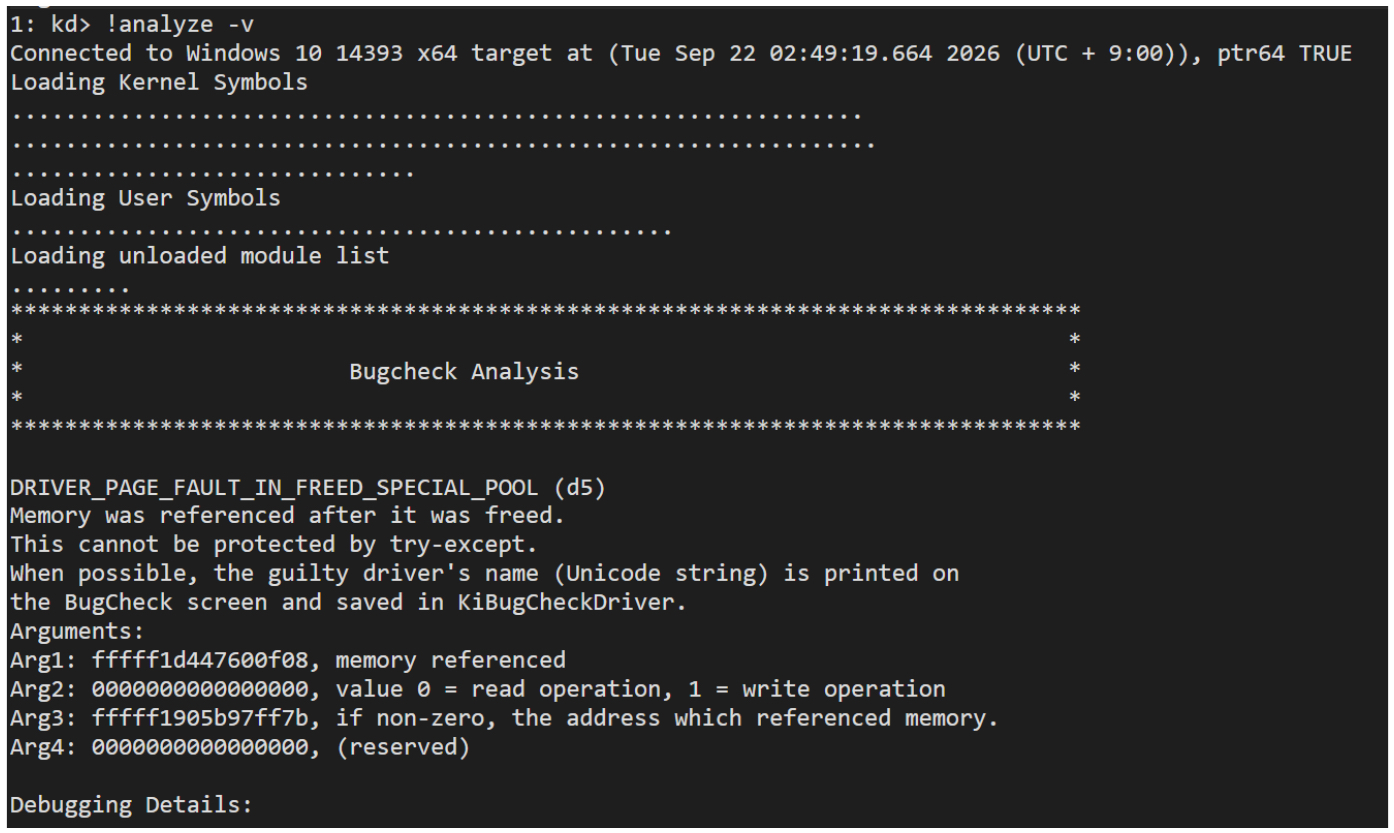 1: kd> !analyze -v
Connected to Windows 10 14393 x64 target at (Tue Sep 22 02:49:19.664 2026 (UTC + 9:00)), ptr64 TRUE
Loading Kernel Symbols
...............................................................
................................................................
..............................
Loading User Symbols
.................................................
Loading unloaded module list
.........
*******************************************************************************
*                                                                             *
*                        Bugcheck Analysis                                    *
*                                                                             *
*******************************************************************************

DRIVER_PAGE_FAULT_IN_FREED_SPECIAL_POOL (d5)
Memory was referenced after it was freed.
This cannot be protected by try-except.
When possible, the guilty driver's name (Unicode string) is printed on
the BugCheck screen and saved in KiBugCheckDriver.
Arguments:
Arg1: fffff1d447600f08, memory referenced
Arg2: 0000000000000000, value 0 = read operation, 1 = write operation
Arg3: fffff1905b97ff7b, if non-zero, the address which referenced memory.
Arg4: 0000000000000000, (reserved)

Debugging Details: